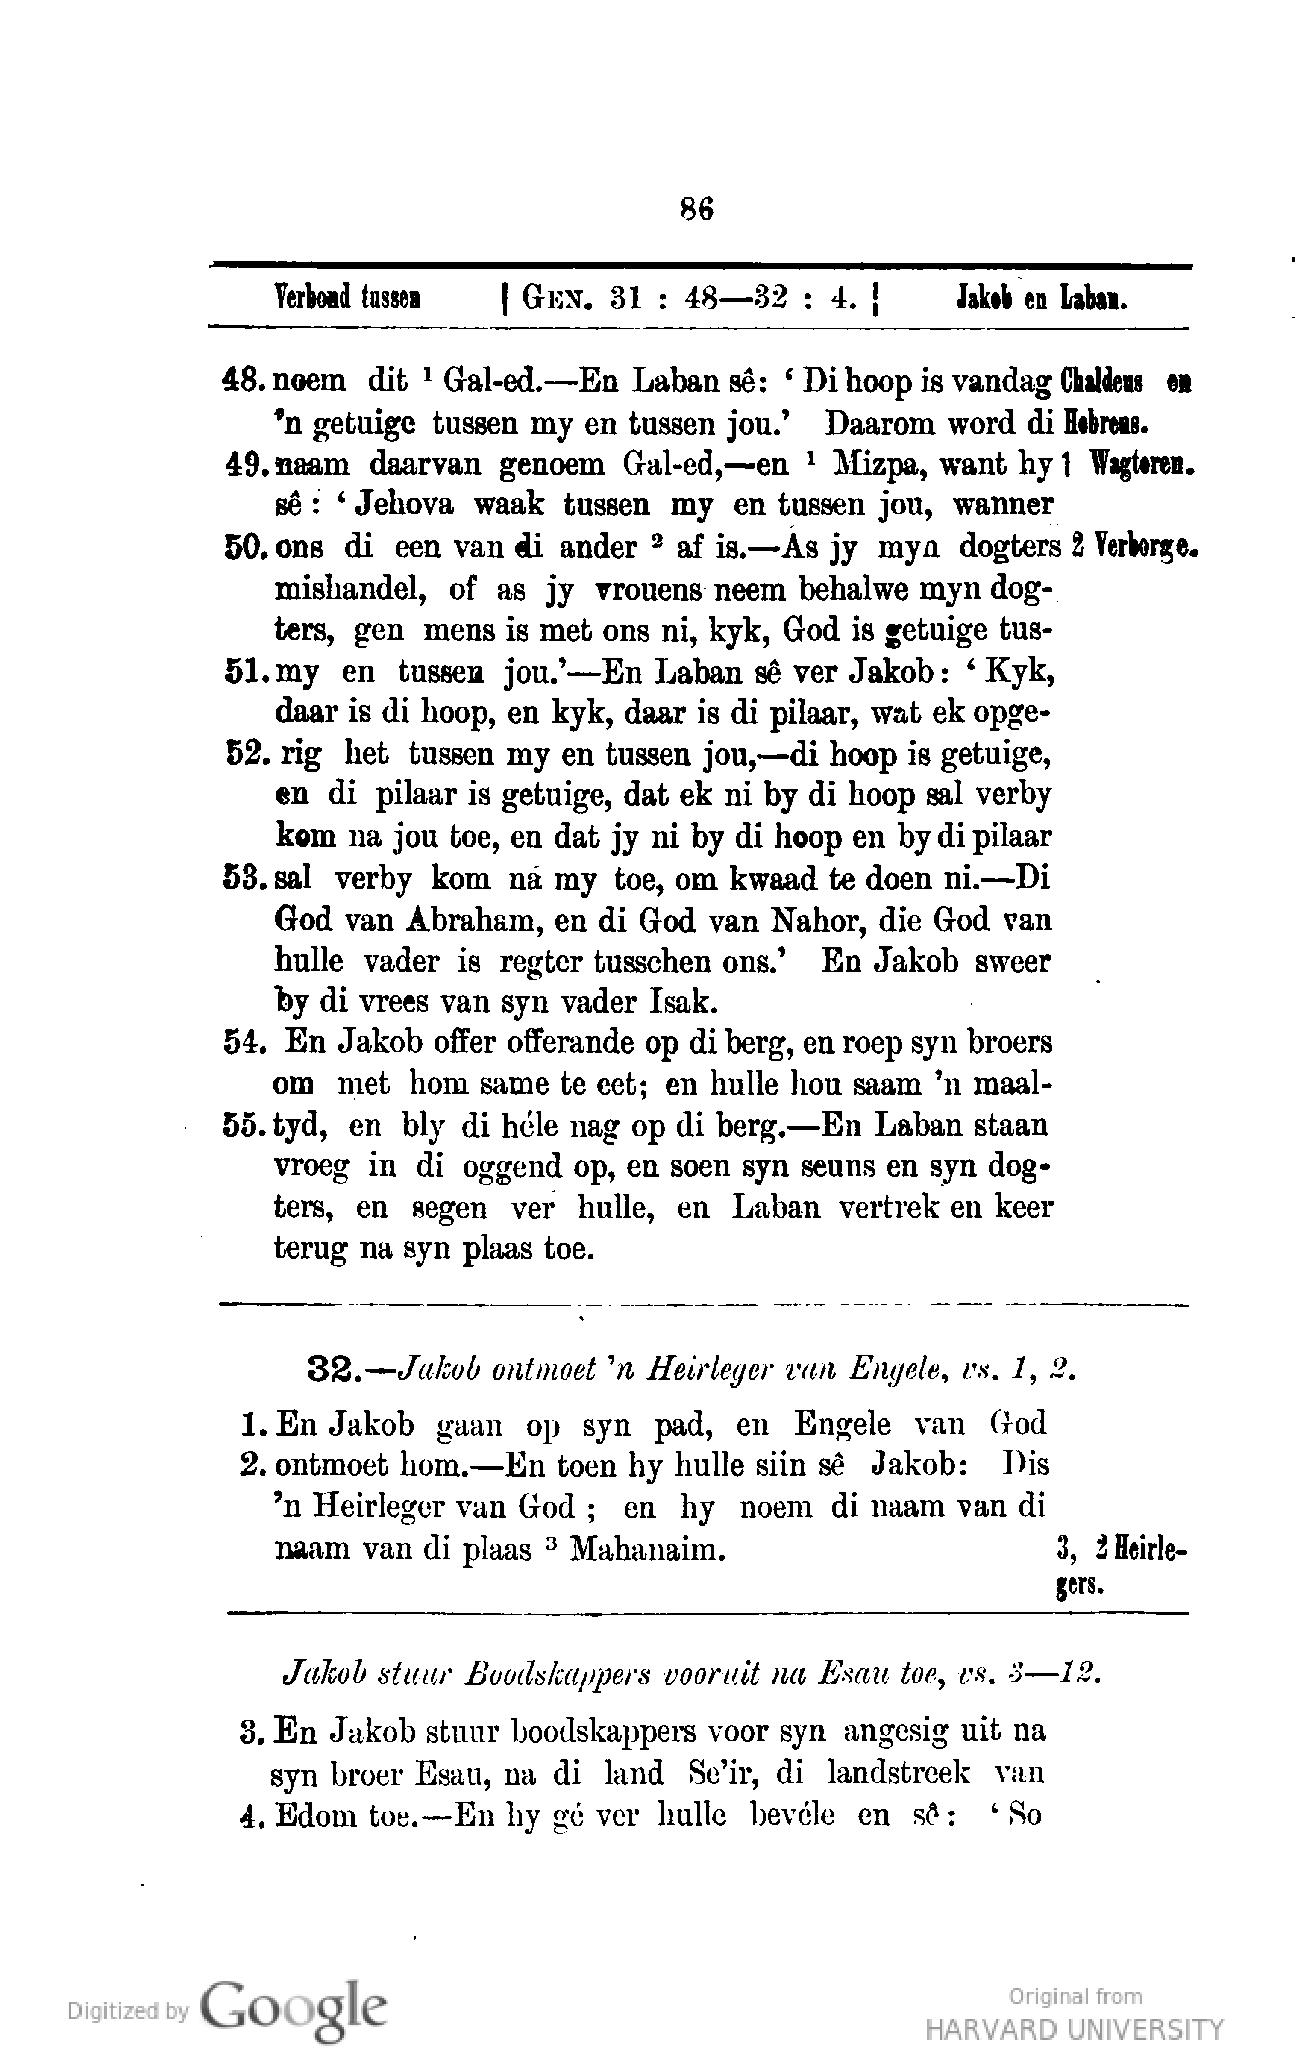 86
Verbond tussen | GEN. 31 : 48—32 : 4. | Jakob en Laban.
48. noem dit ¹ Gal-ed.—En Laban sê: ‘ Di hoop is vandag Chaldeus en
’n getuige tussen my en tussen jou.’ Daarom word di Hebreus.
49. naam daarvan genoem Gal-ed,—en ¹ Mizpa, want hy 1 Wagtoren.
sê : ‘ Jehova waak tussen my en tussen jou, wanner
50. ons di een van di ander ² af is.—As jy myn dogters 2 Verborge.
mishandel, of as jy vrouens neem behalwe myn dog-
ters, gen mens is met ons ni, kyk, God is getuige tus-
51. my en tussen jou.’—En Laban sê ver Jakob: ‘ Kyk,
daar is di hoop, en kyk, daar is di pilaar, wat ek opge-
52. rig het tussen my en tussen jou,—di hoop is getuige,
en di pilaar is getuige, dat ek ni by di hoop sal verby
kom na jou toe, en dat jy ni by di hoop en by di pilaar
53. sal verby kom ná my toe, om kwaad te doen ni.—Di
God van Abraham, en di God van Nahor, die God van
hulle vader is regter tusschen ons.’ En Jakob sweer
by di vrees van syn vader Isak.
54. En Jakob offer offerande op di berg, en roep syn broers
om met hom same te eet; en hulle hou saam ’n maal-
55. tyd, en bly di héle nag op di berg.—En Laban staan
vroeg in di oggend op, en soen syn seuns en syn dog-
ters, en segen ver hulle, en Laban vertrek en keer
terug na syn plaas toe.
32.—Jakob ontmoet ’n Heirleger van Engele, vs. 1, 2.
1. En Jakob gaan op syn pad, en Engele van God
2. ontmoet hom.—En toen hy hulle siin sê Jakob: Dis
’n Heirleger van God ; en hy noem di naam van di
naam van di plaas ³ Mahanaim. 3, 2 Heirle-
gers.
Jakob stuur Boodskappers vooruit na Esau toe, vs. 3—12.
3. En Jakob stuur boodskappers voor syn angesig uit na
syn broer Esau, na di land Se’ir, di landstreek van
4. Edom toe.—En hy gé ver hulle bevéle en sê : ‘ So
Digitized by Google
Original from
HARVARD UNIVERSITY